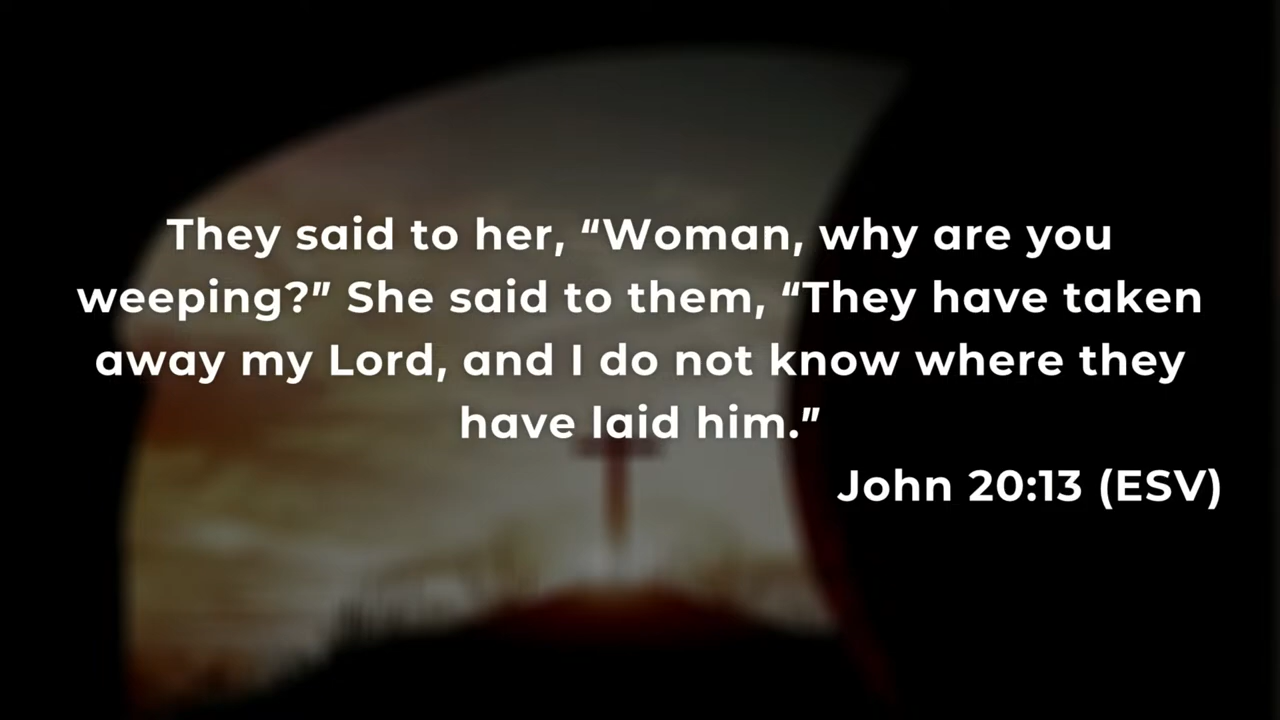 They said to her, “Woman, why are you
weeping?” She said to them, “They have taken
away my Lord, and I do not know where they
have laid him.”
John 20:13 (ESV)